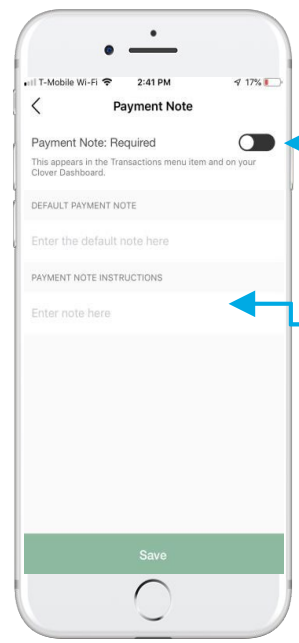 T-Mobile Wi-Fi 2:41 PM 17%
Payment Note
Payment Note: Required
This appears in the Transactions menu item and on your
Clover Dashboard.
DEFAULT PAYMENT NOTE
Enter the default note here
PAYMENT NOTE INSTRUCTIONS
Enter note here
Save